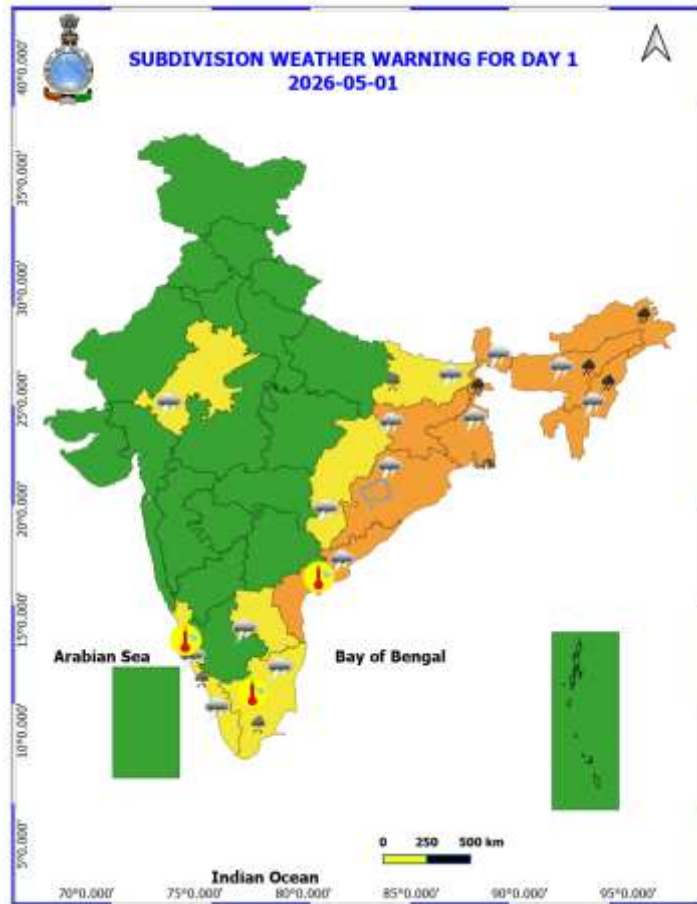 SUBDIVISION WEATHER WARNING FOR DAY 1
2026-05-01
40°0.000'
35°0.000'
30°0.000'
25°0.000'
20°0.000'
15°0.000'
10°0.000'
5°0.000'
Arabian Sea
Bay of Bengal
0 250 500 km
Indian Ocean
70°0.000' 75°0.000' 80°0.000' 85°0.000' 90°0.000' 95°0.000'